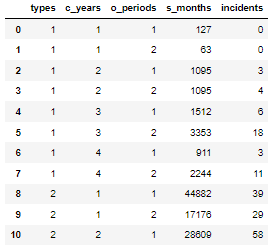 types c_years o_periods s_months incidents
0 1 1 1 127 0
1 1 1 2 63 0
2 1 2 1 1095 3
3 1 2 2 1095 4
4 1 3 1 1512 6
5 1 3 2 3353 18
6 1 4 1 911 3
7 1 4 2 2244 11
8 2 1 1 44882 39
9 2 1 2 17176 29
10 2 2 1 28609 58